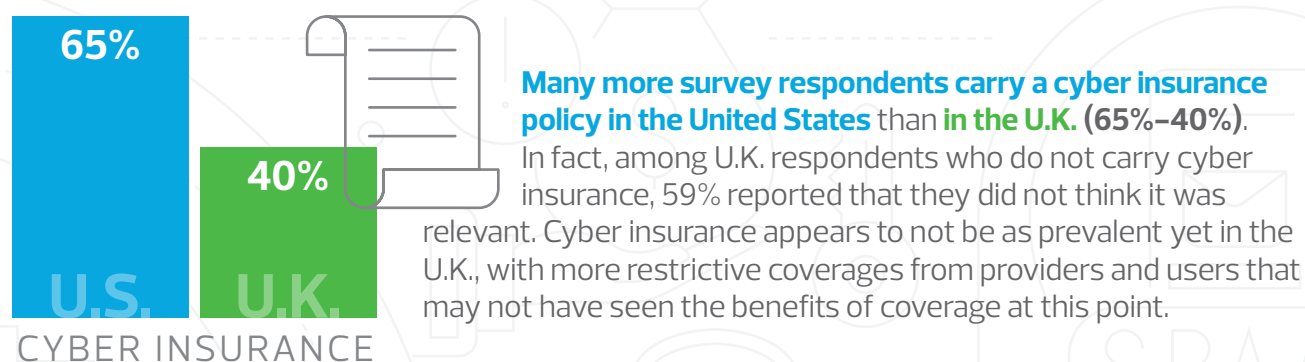 65%
40%
U.S.
U.K.
CYBER INSURANCE
Many more survey respondents carry a cyber insurance
policy in the United States than in the U.K. (65%–40%).
In fact, among U.K. respondents who do not carry cyber
insurance, 59% reported that they did not think it was
relevant. Cyber insurance appears to not be as prevalent yet in the
U.K., with more restrictive coverages from providers and users that
may not have seen the benefits of coverage at this point.